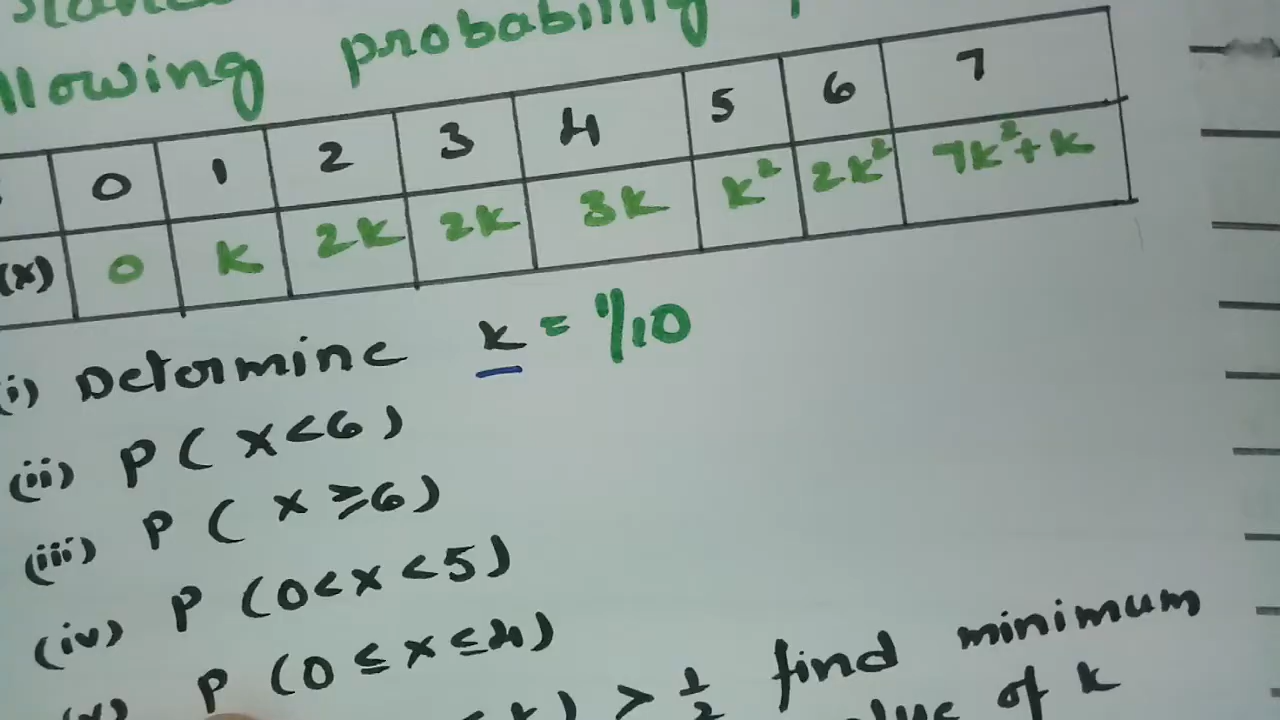 llowing probability
0 1 2 3 4 5 6 7
(x) 0 k 2k 2k 3k k² 2k² 7k²+k
(i) Determine k = 1/10
(ii) P ( x<6)
(iii) P ( x ≥6)
(iv) P (0<x<5)
(v) P (0 ≤ x ≤4)
) > 1/2 find minimum
of k